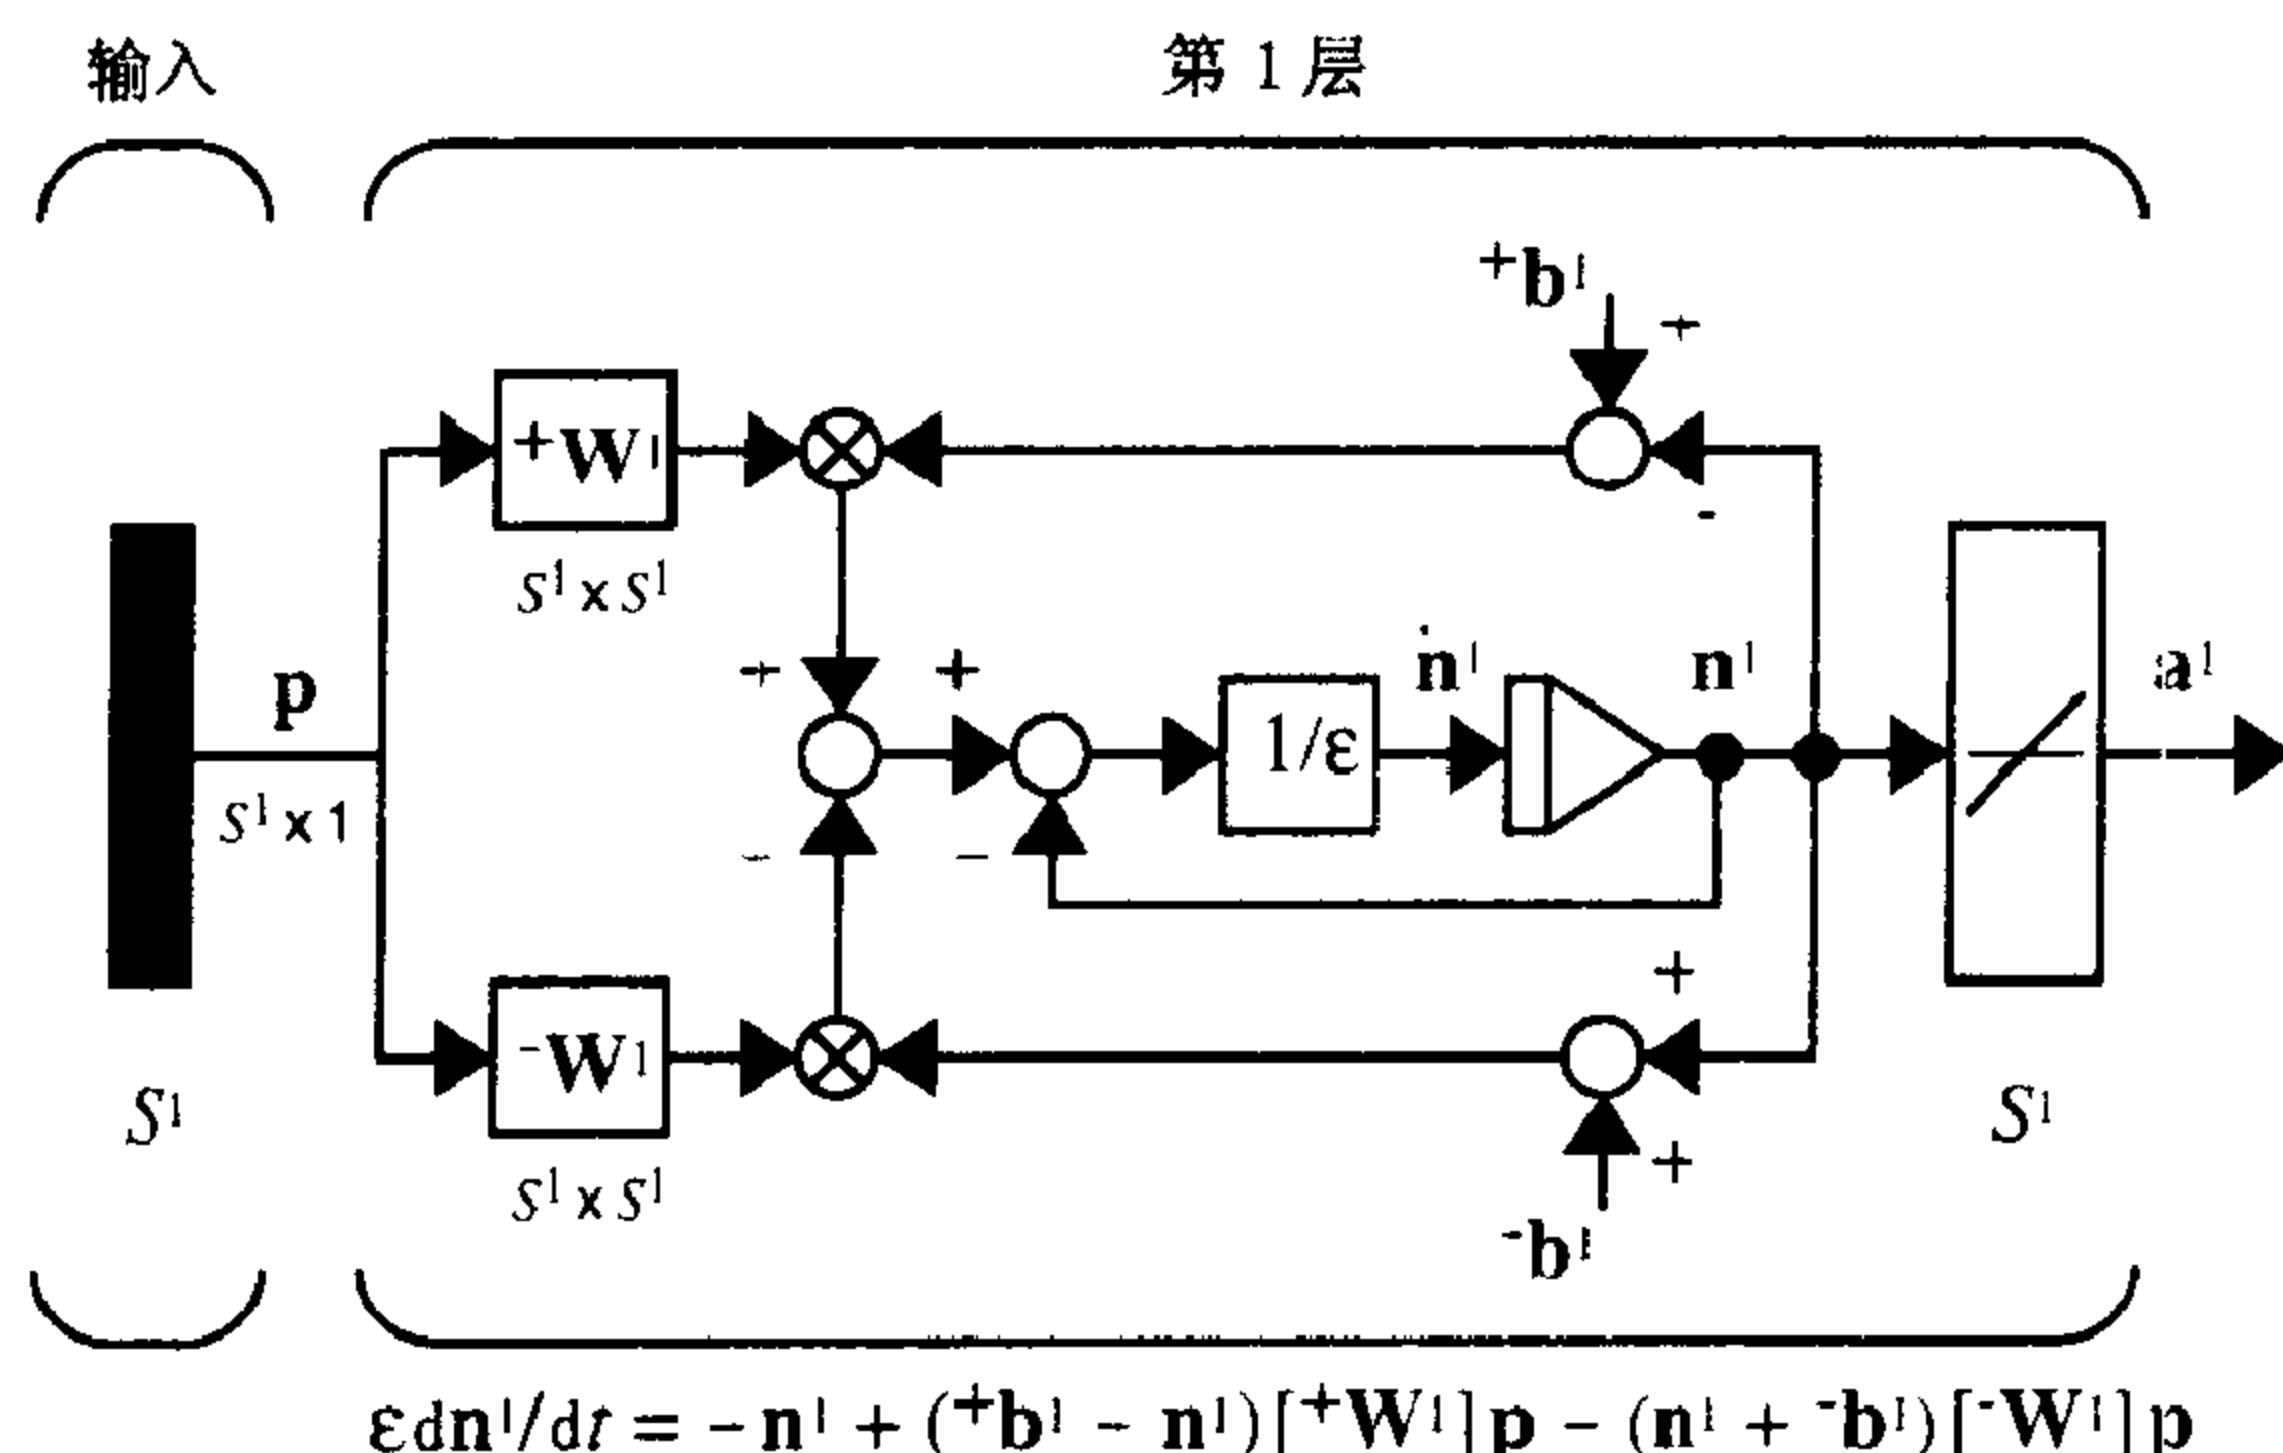 输入
第 1 层
⁺b¹
+
⁺W¹
-
S¹ x S¹
+
+
ṅ¹
n¹
a¹
p
1/ε
S¹ x 1
-
-
+
⁻W¹
S¹
S¹
+
S¹ x S¹
⁻b¹
εdn¹/dt = - n¹ + (⁺b¹ - n¹)[⁺W¹]p - (n¹ + ⁻b¹)[⁻W¹]p